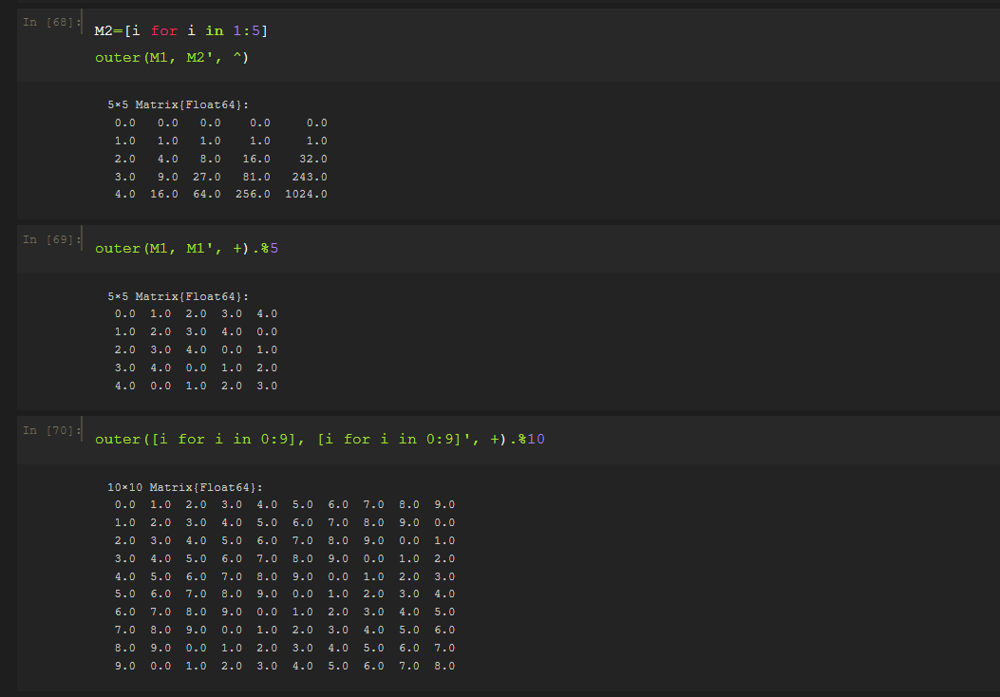 In [68]:
M2=[i for i in 1:5]
outer(M1, M2', ^)
5×5 Matrix{Float64}:
0.0 0.0 0.0 0.0 0.0
1.0 1.0 1.0 1.0 1.0
2.0 4.0 8.0 16.0 32.0
3.0 9.0 27.0 81.0 243.0
4.0 16.0 64.0 256.0 1024.0
In [69]:
outer(M1, M1', +).%5
5×5 Matrix{Float64}:
0.0 1.0 2.0 3.0 4.0
1.0 2.0 3.0 4.0 0.0
2.0 3.0 4.0 0.0 1.0
3.0 4.0 0.0 1.0 2.0
4.0 0.0 1.0 2.0 3.0
In [70]:
outer([i for i in 0:9], [i for i in 0:9]', +).%10
10×10 Matrix{Float64}:
0.0 1.0 2.0 3.0 4.0 5.0 6.0 7.0 8.0 9.0
1.0 2.0 3.0 4.0 5.0 6.0 7.0 8.0 9.0 0.0
2.0 3.0 4.0 5.0 6.0 7.0 8.0 9.0 0.0 1.0
3.0 4.0 5.0 6.0 7.0 8.0 9.0 0.0 1.0 2.0
4.0 5.0 6.0 7.0 8.0 9.0 0.0 1.0 2.0 3.0
5.0 6.0 7.0 8.0 9.0 0.0 1.0 2.0 3.0 4.0
6.0 7.0 8.0 9.0 0.0 1.0 2.0 3.0 4.0 5.0
7.0 8.0 9.0 0.0 1.0 2.0 3.0 4.0 5.0 6.0
8.0 9.0 0.0 1.0 2.0 3.0 4.0 5.0 6.0 7.0
9.0 0.0 1.0 2.0 3.0 4.0 5.0 6.0 7.0 8.0